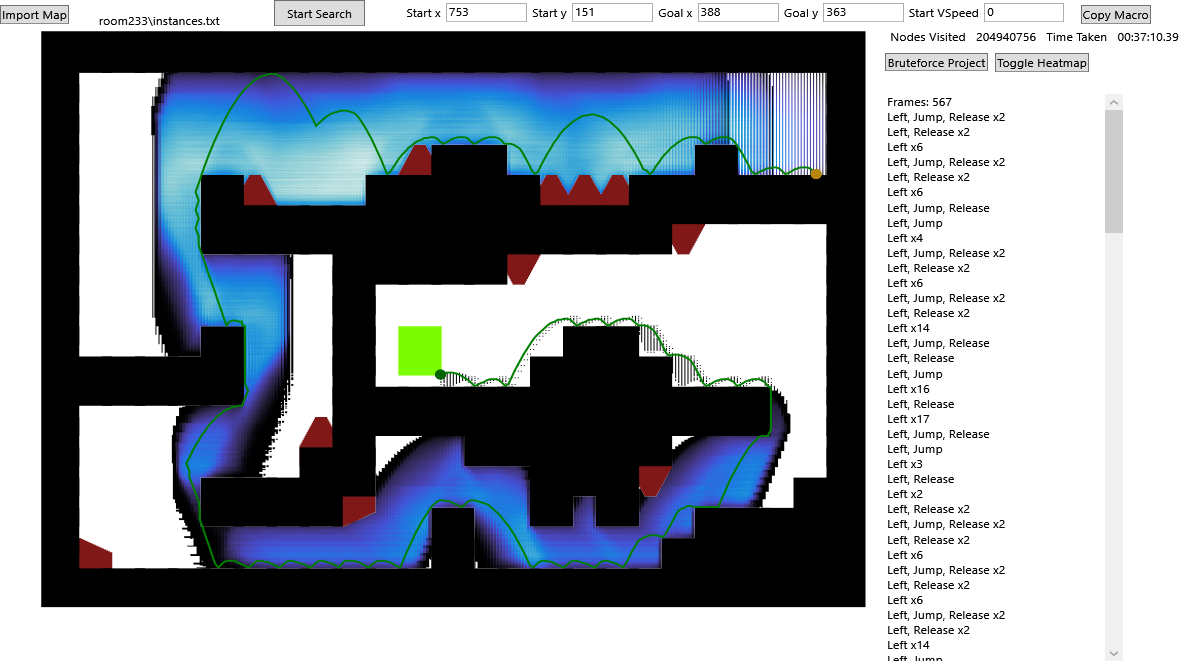 Import Map
room233\instances.txt
Start Search
Start x 753 Start y 151 Goal x 388 Goal y 363 Start VSpeed 0
Copy Macro
Nodes Visited 204940756 Time Taken 00:37:10.39
Bruteforce Project Toggle Heatmap
Frames: 567
Left, Jump, Release x2
Left, Release x2
Left x6
Left, Jump, Release x2
Left, Release x2
Left x6
Left, Jump, Release
Left, Jump
Left x4
Left, Jump, Release x2
Left, Release x2
Left x6
Left, Jump, Release x2
Left, Release x2
Left x14
Left, Jump, Release
Left, Release
Left, Jump
Left x16
Left, Release
Left x17
Left, Jump, Release
Left, Jump
Left x3
Left, Release
Left x2
Left, Release x2
Left, Jump, Release x2
Left, Release x2
Left x6
Left, Jump, Release x2
Left, Release x2
Left x6
Left, Jump, Release x2
Left, Release x2
Left x14
Left, Jump